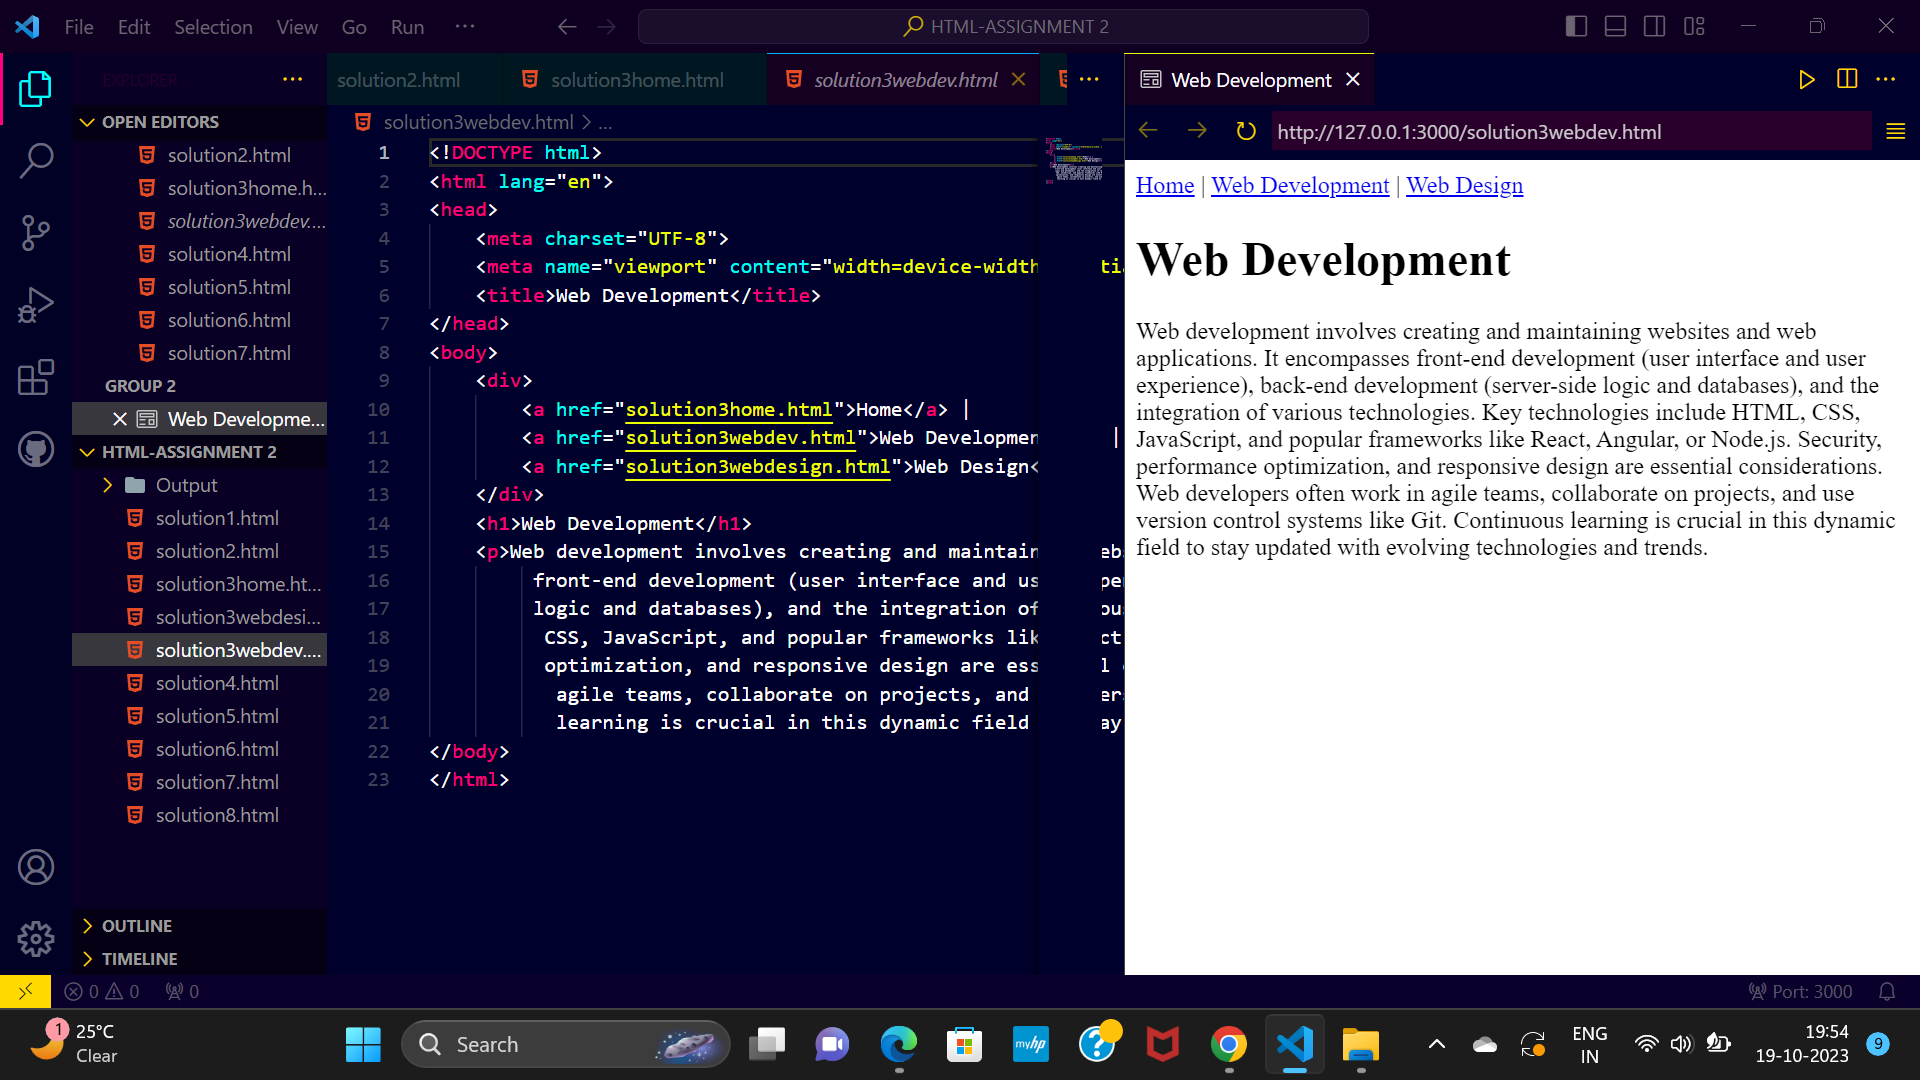 File Edit Selection View Go Run ...
HTML-ASSIGNMENT 2
EXPLORER
solution2.html solution3home.html solution3webdev.html
Web Development
OPEN EDITORS
solution2.html
solution3home.h...
solution3webdev....
solution4.html
solution5.html
solution6.html
solution7.html
GROUP 2
Web Developme...
HTML-ASSIGNMENT 2
Output
solution1.html
solution2.html
solution3home.ht...
solution3webdesi...
solution3webdev....
solution4.html
solution5.html
solution6.html
solution7.html
solution8.html
OUTLINE
TIMELINE
solution3webdev.html > ...
1 <!DOCTYPE html>
2 <html lang="en">
3 <head>
4 <meta charset="UTF-8">
5 <meta name="viewport" content="width=device-width
6 <title>Web Development</title>
7 </head>
8 <body>
9 <div>
10 <a href="solution3home.html">Home</a> |
11 <a href="solution3webdev.html">Web Developmen |
12 <a href="solution3webdesign.html">Web Design<
13 </div>
14 <h1>Web Development</h1>
15 <p>Web development involves creating and maintain
16 front-end development (user interface and us
17 logic and databases), and the integration of
18 CSS, JavaScript, and popular frameworks lik
19 optimization, and responsive design are ess
20 agile teams, collaborate on projects, and
21 learning is crucial in this dynamic field
22 </body>
23 </html>
http://127.0.0.1:3000/solution3webdev.html
Home | Web Development | Web Design
Web Development
Web development involves creating and maintaining websites and web
applications. It encompasses front-end development (user interface and user
experience), back-end development (server-side logic and databases), and the
integration of various technologies. Key technologies include HTML, CSS,
JavaScript, and popular frameworks like React, Angular, or Node.js. Security,
performance optimization, and responsive design are essential considerations.
Web developers often work in agile teams, collaborate on projects, and use
version control systems like Git. Continuous learning is crucial in this dynamic
field to stay updated with evolving technologies and trends.
0 0 0
Port: 3000
1 25°C
Clear
Search
myhp
ENG
IN
19:54
19-10-2023
9